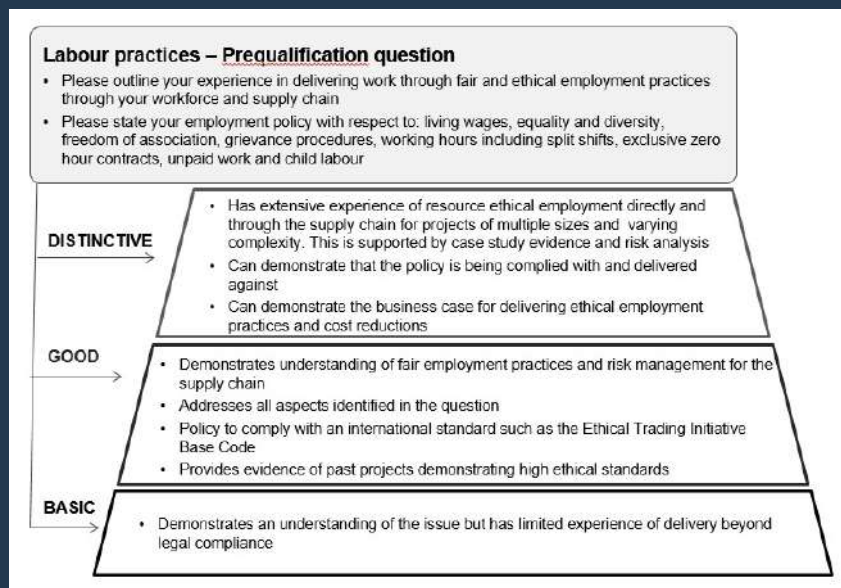 Labour practices – Prequalification question
• Please outline your experience in delivering work through fair and ethical employment practices
through your workforce and supply chain
• Please state your employment policy with respect to: living wages, equality and diversity,
freedom of association, grievance procedures, working hours including split shifts, exclusive zero
hour contracts, unpaid work and child labour
DISTINCTIVE
• Has extensive experience of resource ethical employment directly and
through the supply chain for projects of multiple sizes and varying
complexity. This is supported by case study evidence and risk analysis
• Can demonstrate that the policy is being complied with and delivered
against
• Can demonstrate the business case for delivering ethical employment
practices and cost reductions
GOOD
• Demonstrates understanding of fair employment practices and risk management for the
supply chain
• Addresses all aspects identified in the question
• Policy to comply with an international standard such as the Ethical Trading Initiative
Base Code
• Provides evidence of past projects demonstrating high ethical standards
BASIC
• Demonstrates an understanding of the issue but has limited experience of delivery beyond
legal compliance